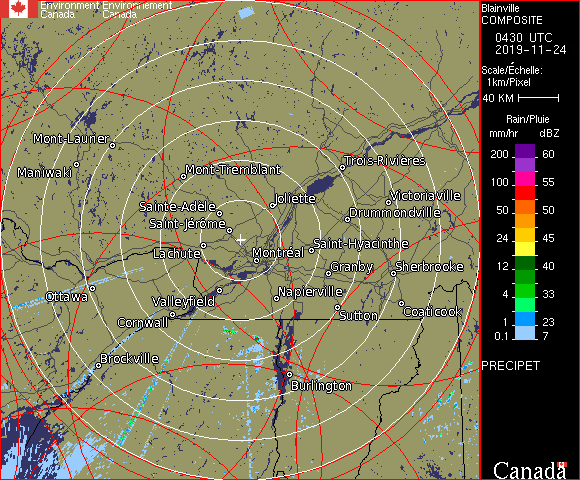 Environment Environnement
Canada Canada
Blainville
COMPOSITE
0430 UTC
2019-11-24
Scale/Échelle:
1km/Pixel
40 KM
Rain/Pluie
mm/hr dBZ
200 60
100 55
50 50
24 45
12 40
4 33
1 23
0.1 7
PRECIPET
Canada
Mont-Laurier
Maniwaki
Mont-Tremblant
Trois-Rivières
Joliette
Victoriaville
Sainte-Adèle
Drummondville
Saint-Jérôme
Lachute
Montréal
Saint-Hyacinthe
Granby
Sherbrooke
Ottawa
Valleyfield
Napierville
Cornwall
Sutton
Coaticook
Brockville
Burlington